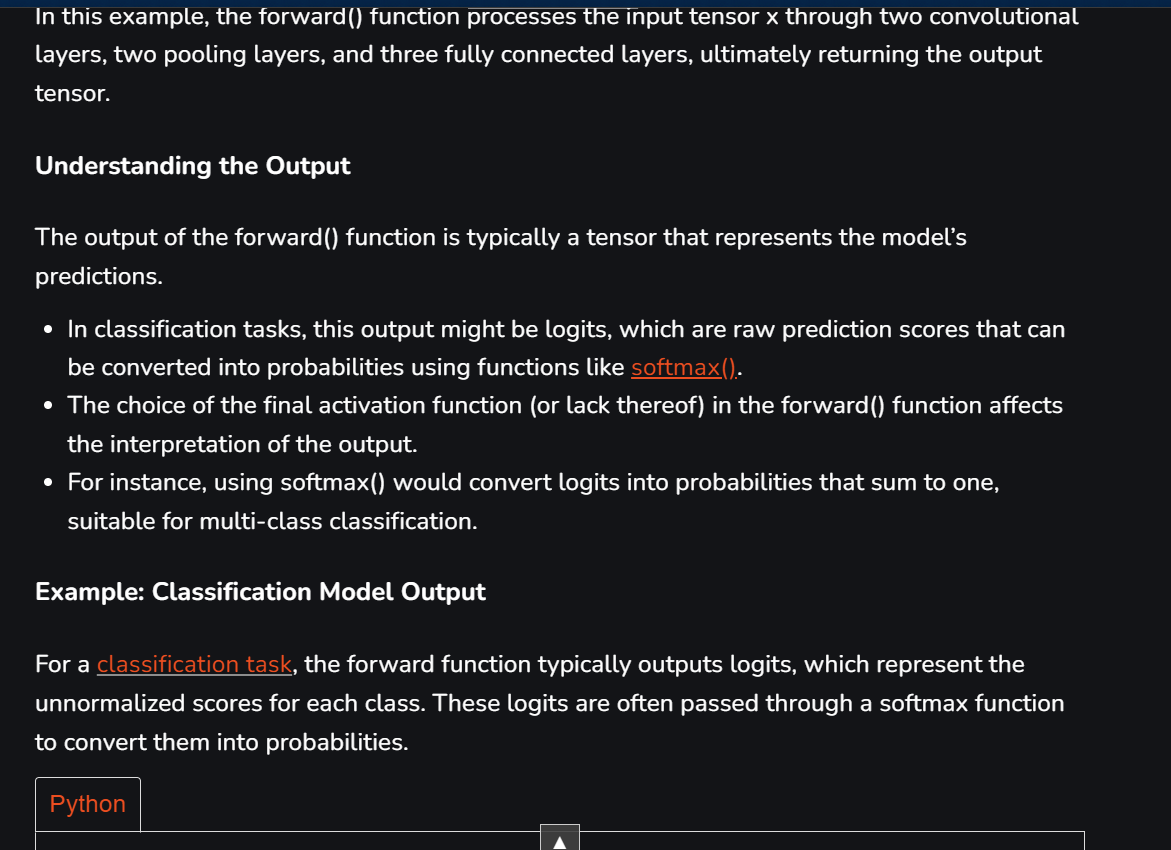 In this example, the forward() function processes the input tensor x through two convolutional
layers, two pooling layers, and three fully connected layers, ultimately returning the output
tensor.
Understanding the Output
The output of the forward() function is typically a tensor that represents the model’s
predictions.
• In classification tasks, this output might be logits, which are raw prediction scores that can
be converted into probabilities using functions like softmax().
• The choice of the final activation function (or lack thereof) in the forward() function affects
the interpretation of the output.
• For instance, using softmax() would convert logits into probabilities that sum to one,
suitable for multi-class classification.
Example: Classification Model Output
For a classification task, the forward function typically outputs logits, which represent the
unnormalized scores for each class. These logits are often passed through a softmax function
to convert them into probabilities.
Python